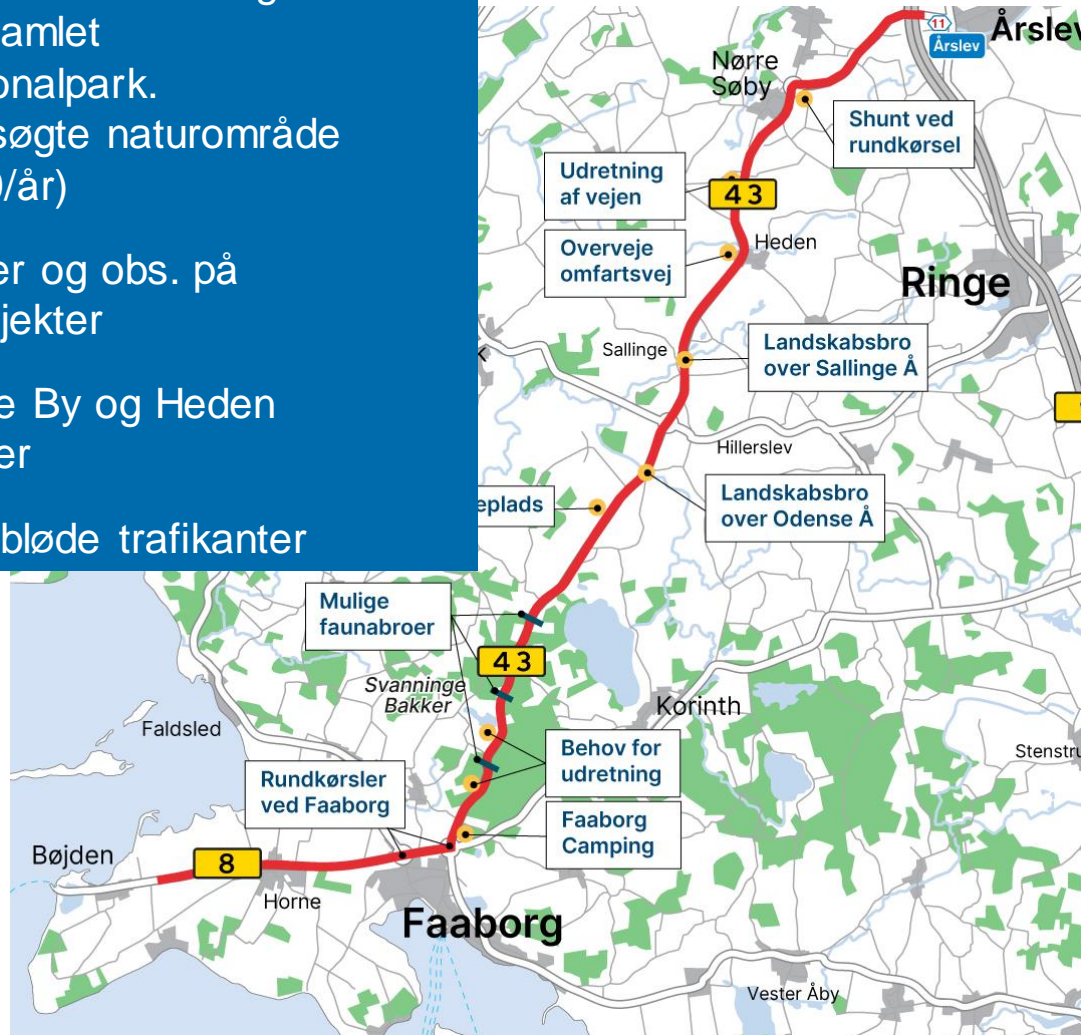 amlet
onalpark.
søgte naturområde
/år)
er og obs. på
jekter
e By og Heden
er
bløde trafikanter
11
Årslev
Årslev
Nørre
Søby
Shunt ved
rundkørsel
Udretning
af vejen
43
Overveje
omfartsvej
Heden
Ringe
Sallinge
Landskabsbro
over Sallinge Å
Hillerslev
eplads
Landskabsbro
over Odense Å
Mulige
faunabroer
43
Svanninge
Bakker
Korinth
Faldsled
Behov for
udretning
Stenstru
Rundkørsler
ved Faaborg
Faaborg
Camping
Bøjden
8
Horne
Faaborg
Vester Åby